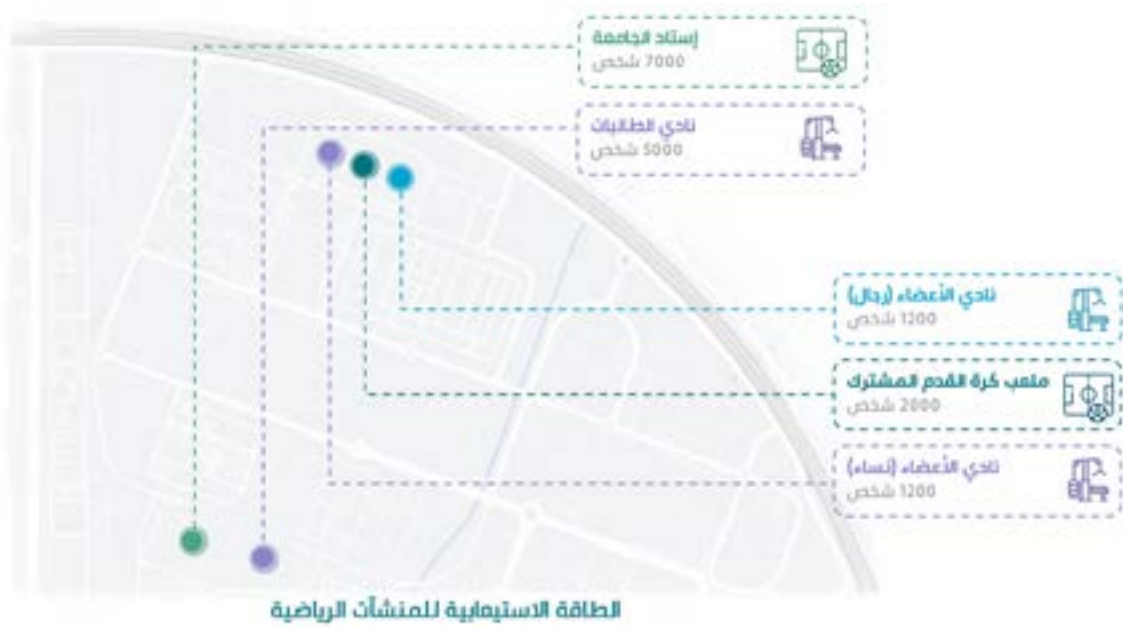 إستاد الجامعة
7000 شخص
نادي الطالبات
5000 شخص
نادي الأعضاء (رجال)
1200 شخص
ملعب كرة القدم المشترك
2000 شخص
نادي الأعضاء (نساء)
1200 شخص
الطاقة الاستيعابية للمنشآت الرياضية